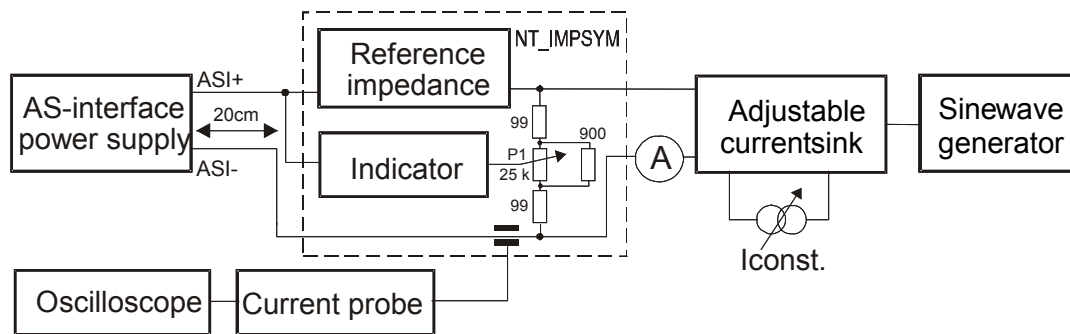 NT_IMPSYM
Reference
impedance
ASI+
AS-interface
power supply
20cm
ASI-
Indicator
99
900
P1
25 k
99
A
Adjustable
currentsink
Sinewave
generator
Iconst.
Oscilloscope
Current probe